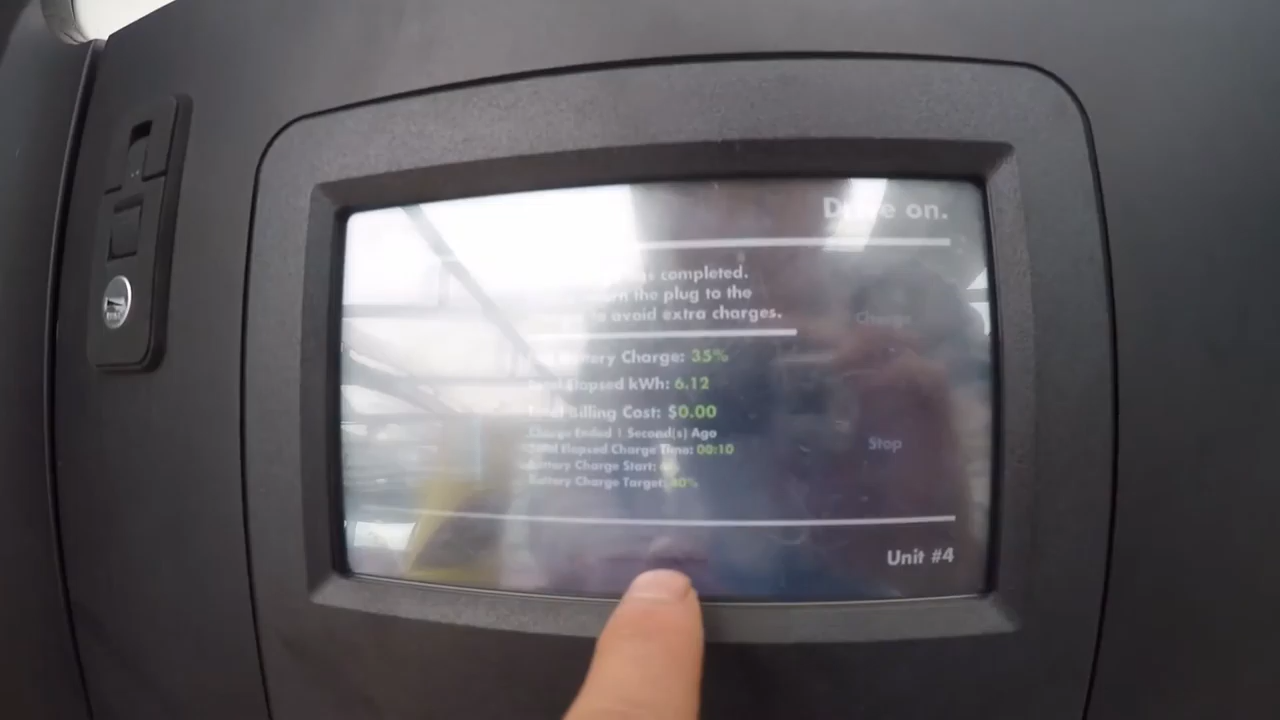 Drive on.
completed.
the plug to the
to avoid extra charges.
Battery Charge: 35%
Total Elapsed kWh: 6.12
Total Billing Cost: $0.00
Charge Ended 1 Second(s) Ago
Total Elapsed Charge Time: 00:10
Battery Charge Start:
Battery Charge Target: 80%
Charge
Stop
Unit #4